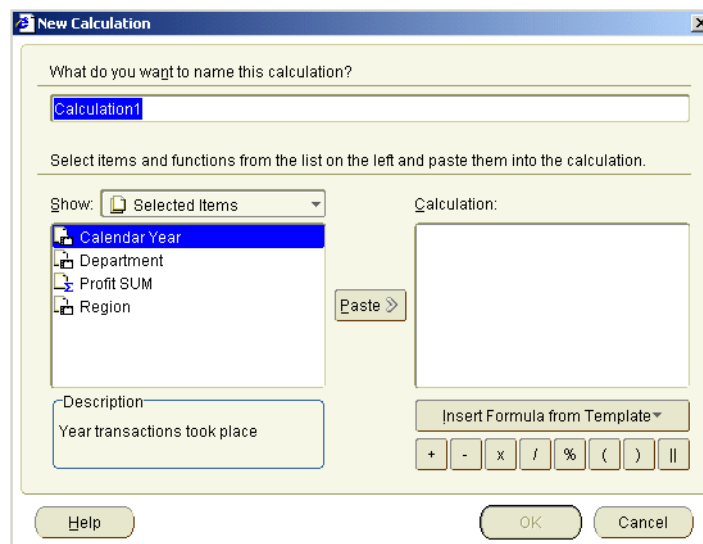 New Calculation
What do you want to name this calculation?
Calculation1
Select items and functions from the list on the left and paste them into the calculation.
Show: Selected Items
Calculation:
Calendar Year
Department
Profit SUM
Region
Paste
Description
Year transactions took place
Insert Formula from Template
+ - x / % ( ) ||
Help OK Cancel